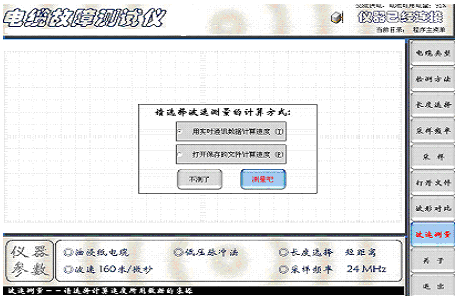 电缆故障测试仪
仪器已经连接
当前目录: 程序主菜单
电缆类型
检测方法
长度选择
采样频率
采 样
打开文件
波形对比
波速测量
关 于
退 出
请选择波速测量的计算方式:
用实时通讯数据计算速度 (I)
打开保存的文件计算速度 (F)
不测了
测量吧
仪器参数
油浸纸电缆
低压脉冲法
长度选择 短距离
波速 160米/微秒
采样频率 24 MHz
波速测量--请选择计算速度所用数据的来源